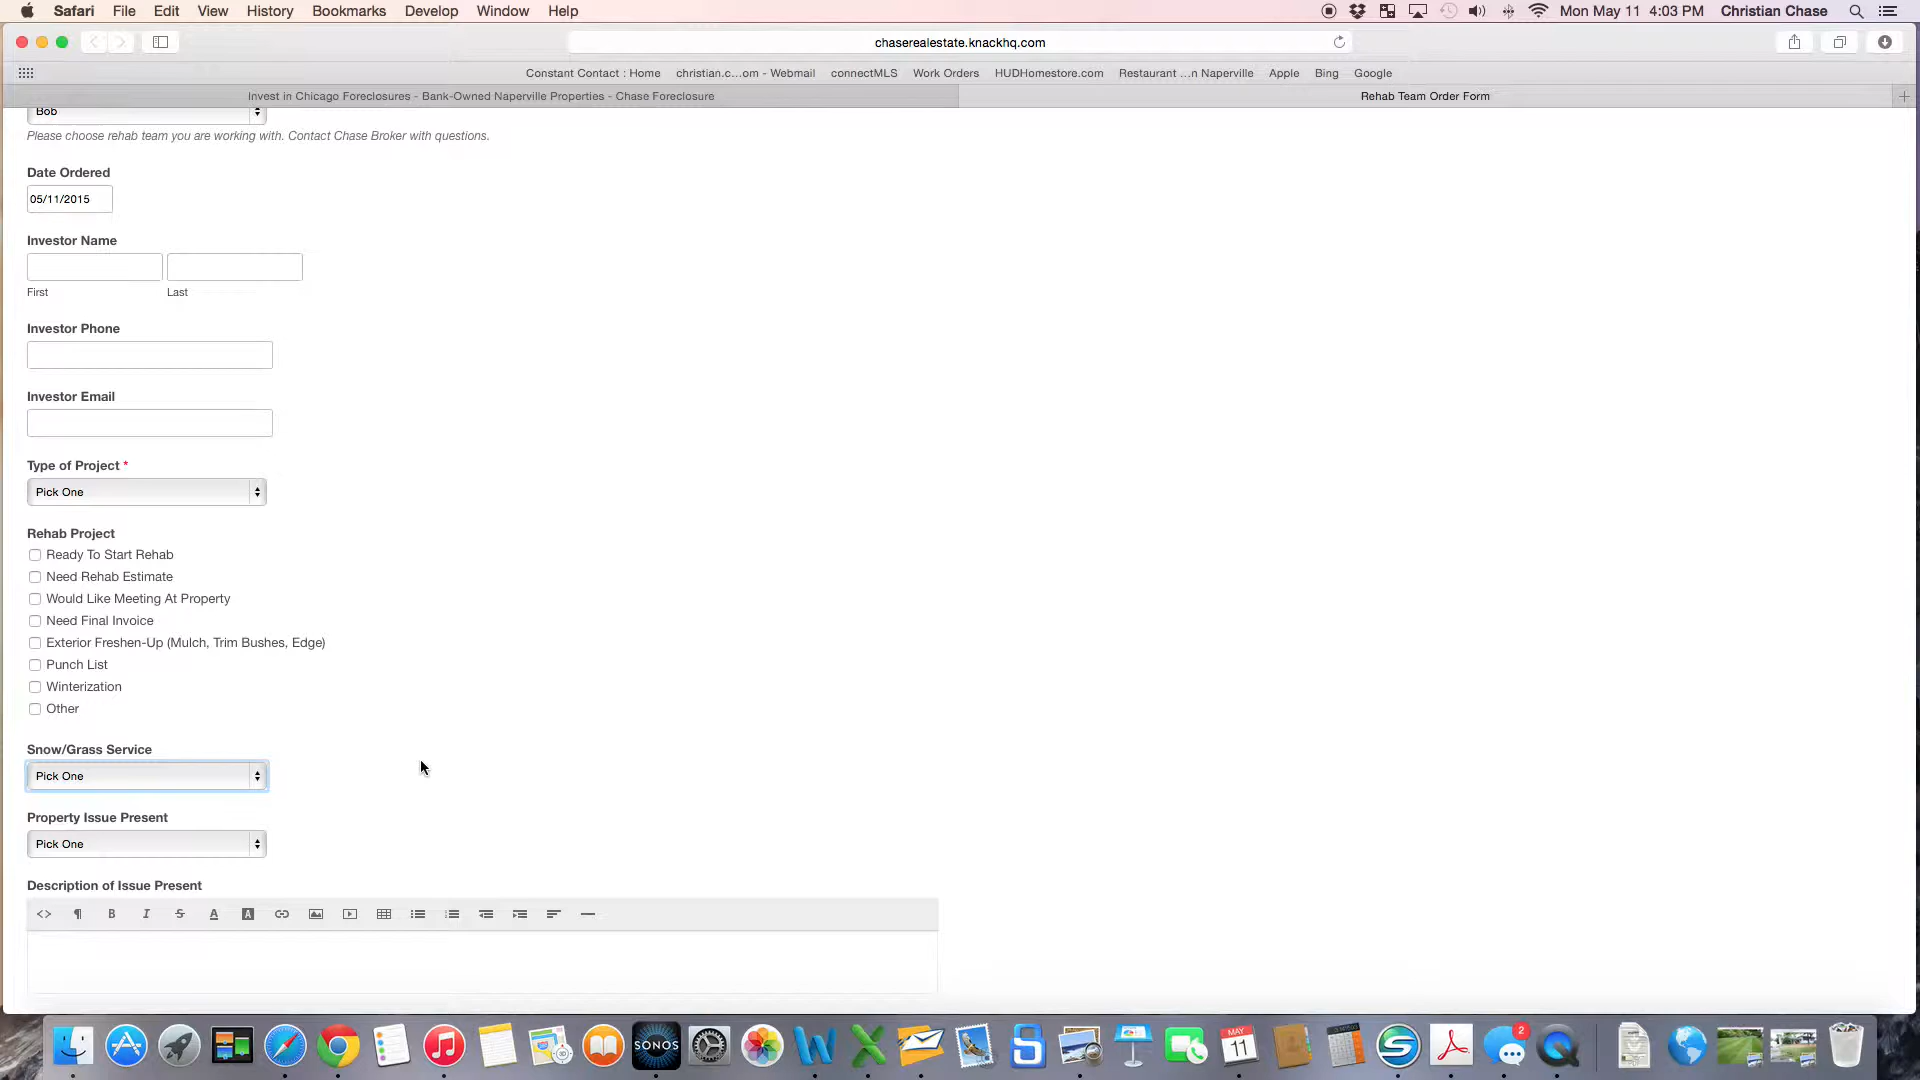 Safari File Edit View History Bookmarks Develop Window Help Mon May 11 4:03 PM Christian Chase
chaserealestate.knackhq.com
Constant Contact : Home christian.c...om - Webmail connectMLS Work Orders HUDHomestore.com Restaurant ...n Naperville Apple Bing Google
Invest in Chicago Foreclosures - Bank-Owned Naperville Properties - Chase Foreclosure Rehab Team Order Form
Bob
Please choose rehab team you are working with. Contact Chase Broker with questions.
Date Ordered
05/11/2015
Investor Name
First Last
Investor Phone
Investor Email
Type of Project *
Pick One
Rehab Project
Ready To Start Rehab
Need Rehab Estimate
Would Like Meeting At Property
Need Final Invoice
Exterior Freshen-Up (Mulch, Trim Bushes, Edge)
Punch List
Winterization
Other
Snow/Grass Service
Pick One
Property Issue Present
Pick One
Description of Issue Present
B I S A A
SONOS
MAY
11
2